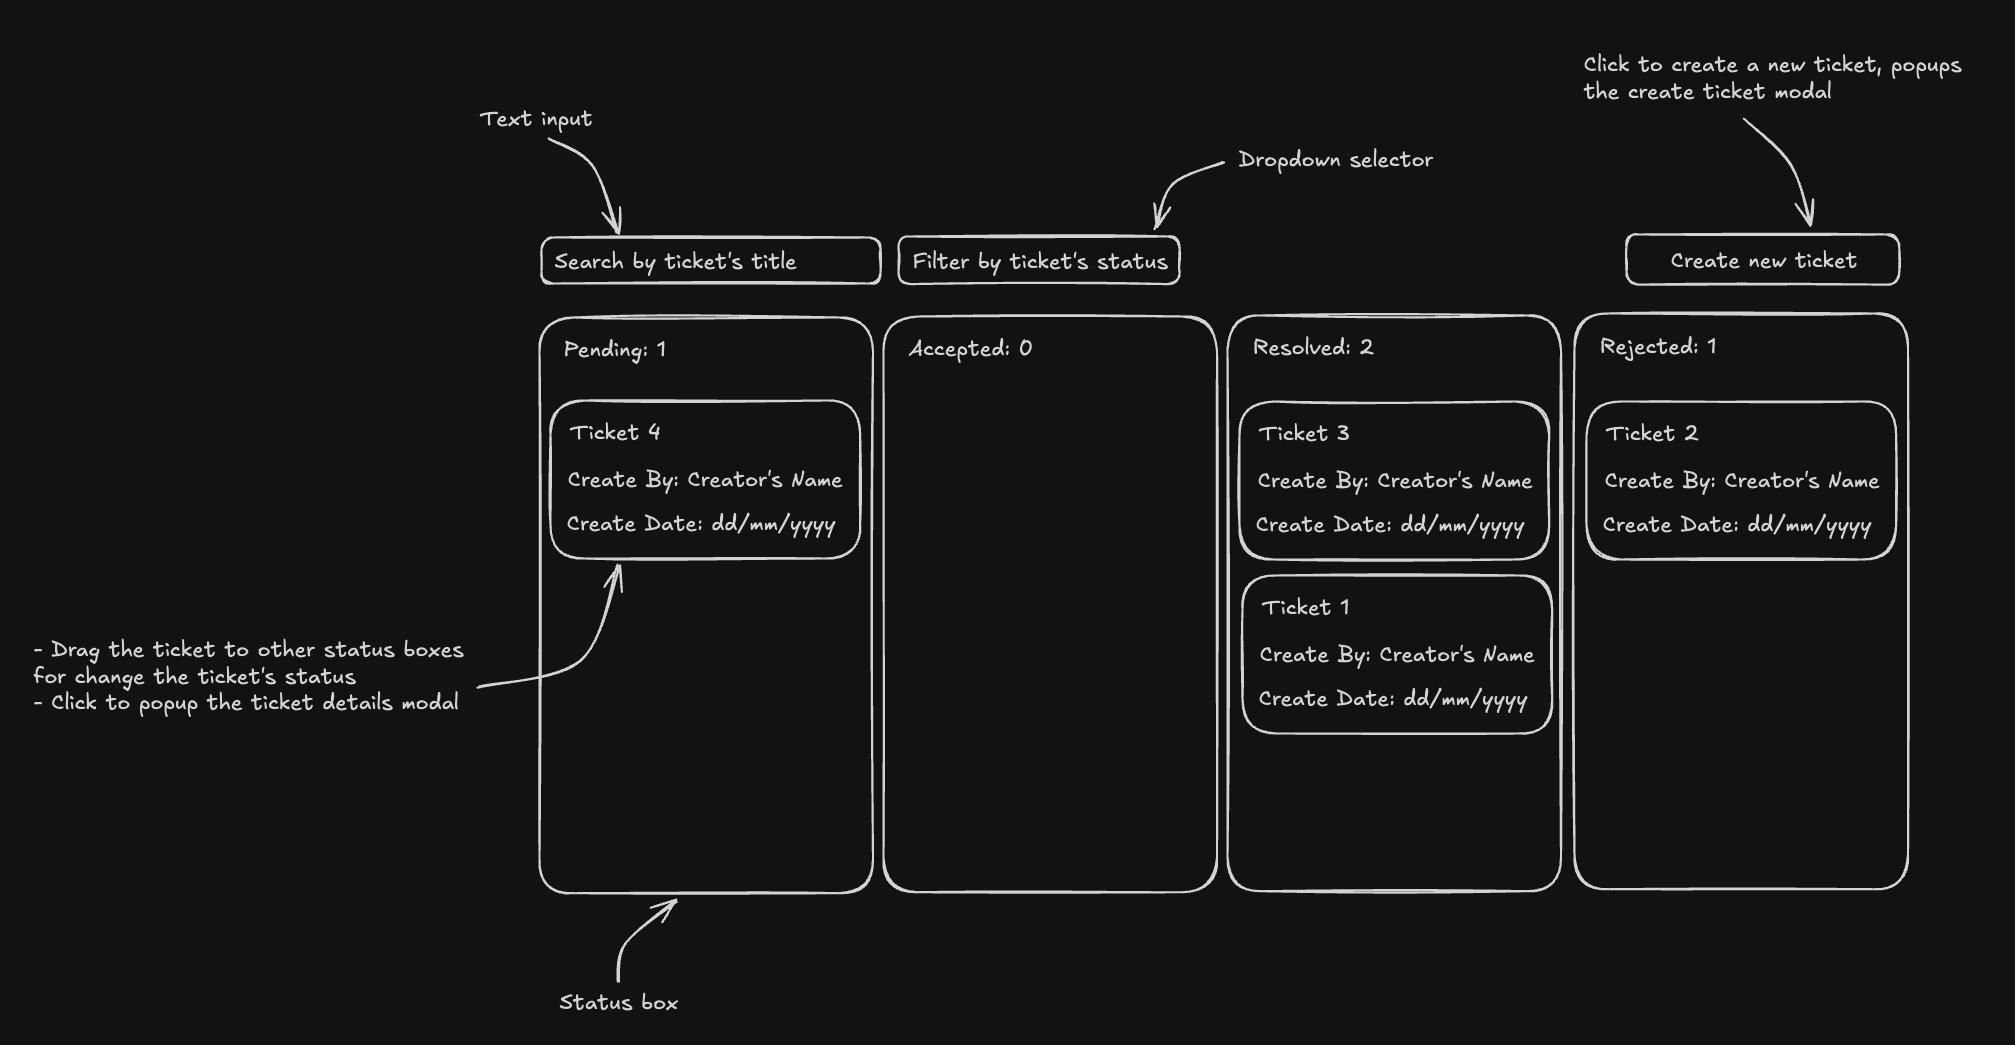 Click to create a new ticket, popups
the create ticket modal
Text input
Dropdown selector
Search by ticket's title
Filter by ticket's status
Create new ticket
Pending: 1
Accepted: 0
Resolved: 2
Rejected: 1
Ticket 4
Create By: Creator's Name
Create Date: dd/mm/yyyy
Ticket 3
Create By: Creator's Name
Create Date: dd/mm/yyyy
Ticket 2
Create By: Creator's Name
Create Date: dd/mm/yyyy
Ticket 1
Create By: Creator's Name
Create Date: dd/mm/yyyy
- Drag the ticket to other status boxes
for change the ticket's status
- Click to popup the ticket details modal
Status box